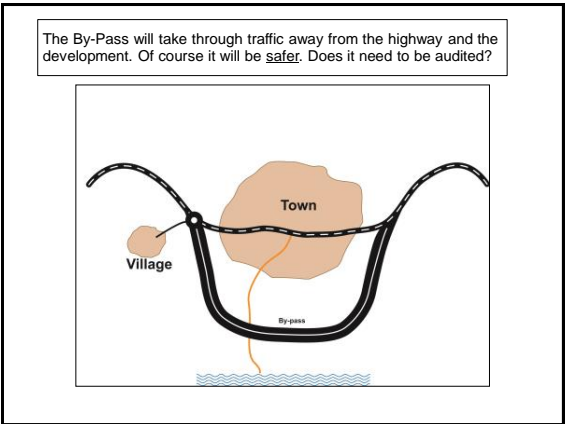 The By-Pass will take through traffic away from the highway and the
development. Of course it will be safer. Does it need to be audited?
Town
Village
By-pass